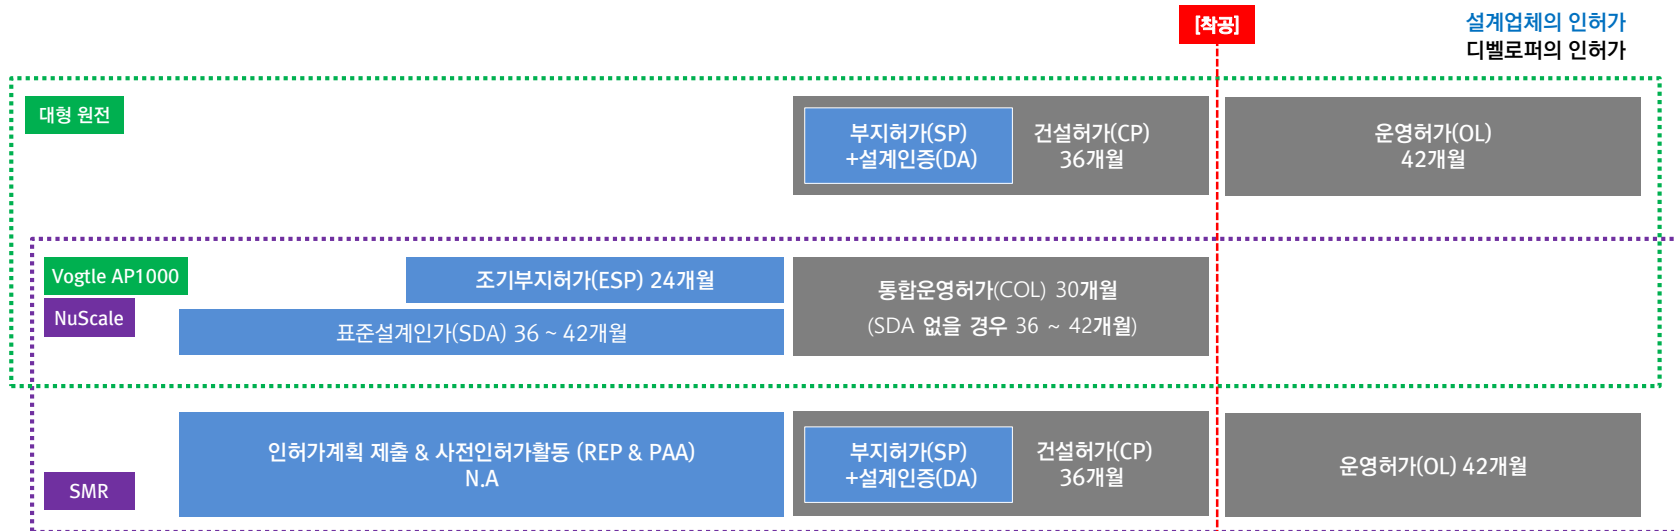 [착공]
설계업체의 인허가
디벨로퍼의 인허가
대형 원전
부지허가(SP)
+설계인증(DA)
건설허가(CP)
36개월
운영허가(OL)
42개월
Vogtle AP1000
NuScale
조기부지허가(ESP) 24개월
표준설계인가(SDA) 36 ~ 42개월
통합운영허가(COL) 30개월
(SDA 없을 경우 36 ~ 42개월)
SMR
인허가계획 제출 & 사전인허가활동 (REP & PAA)
N.A
부지허가(SP)
+설계인증(DA)
건설허가(CP)
36개월
운영허가(OL) 42개월